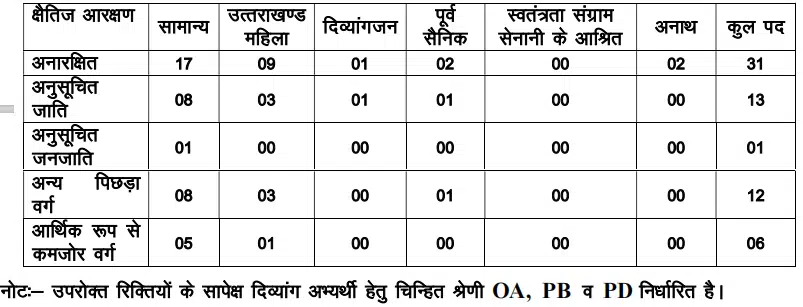 क्षैतिज आरक्षण सामान्य उत्तराखण्ड महिला दिव्यांगजन पूर्व सैनिक स्वतंत्रता संग्राम सेनानी के आश्रित अनाथ कुल पद
अनारक्षित 17 09 01 02 00 02 31
अनुसूचित जाति 08 03 01 01 00 00 13
अनुसूचित जनजाति 01 00 00 00 00 00 01
अन्य पिछड़ा वर्ग 08 03 00 01 00 00 12
आर्थिक रूप से कमजोर वर्ग 05 01 00 00 00 00 06
नोटः– उपरोक्त रिक्तियों के सापेक्ष दिव्यांग अभ्यर्थी हेतु चिन्हित श्रेणी OA, PB व PD निर्धारित है।